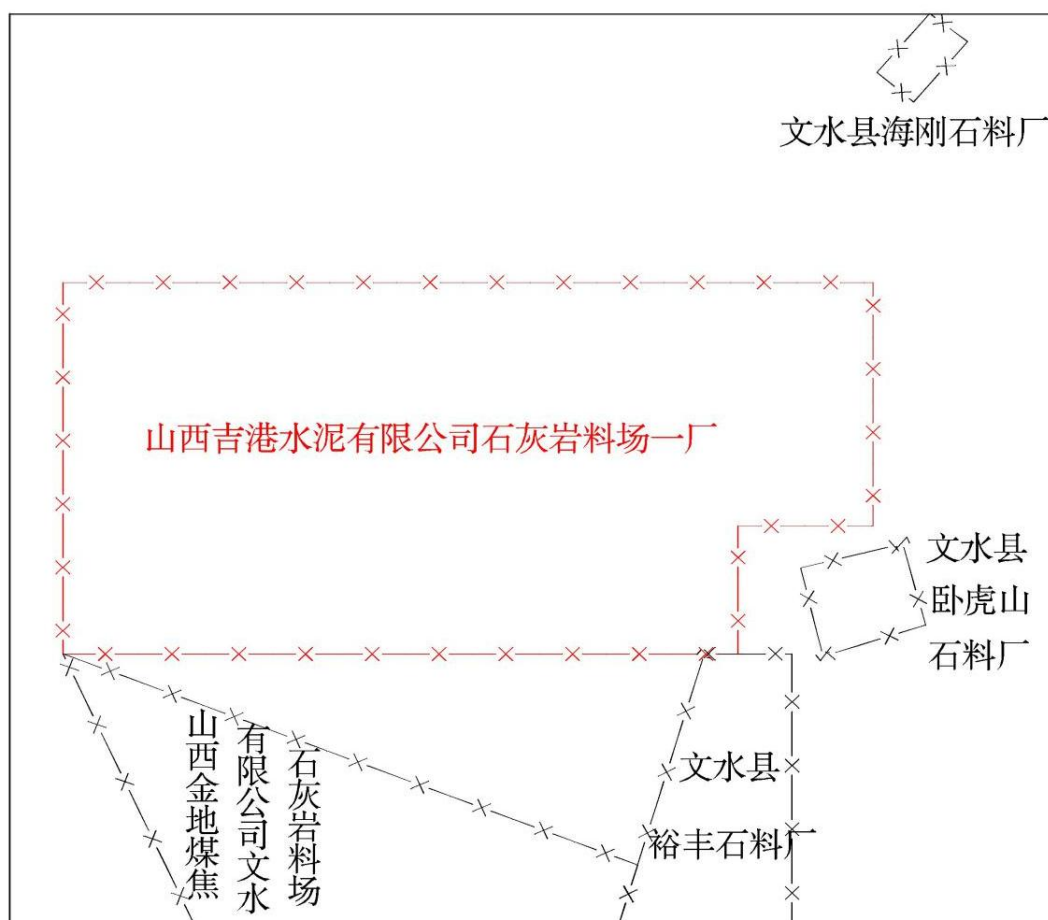 文水县海刚石料厂
山西吉港水泥有限公司石灰岩料场一厂
文水县
卧虎山
石料厂
山西金地煤焦
有限公司文水
石灰岩料场
文水县
裕丰石料厂